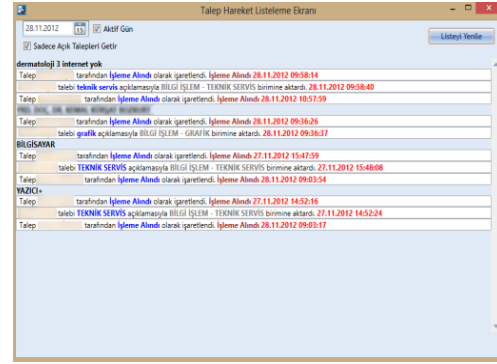 Talep Hareket Listeleme Ekranı
28.11.2012 15 Aktif Gün
Listeyi Yenile
Sadece Açık Talepleri Getir
dermatoloji 3 internet yok
Talep tarafından İşleme Alındı olarak işaretlendi. İşleme Alındı 28.11.2012 09:58:14
talebi teknik servis açıklamasıyla BİLGİ İŞLEM - TEKNİK SERVİS birimine aktardı. 28.11.2012 09:58:40
Talep tarafından İşleme Alındı olarak işaretlendi. İşleme Alındı 28.11.2012 10:57:59
Talep tarafından İşleme Alındı olarak işaretlendi. İşleme Alındı 28.11.2012 09:36:26
talebi grafik açıklamasıyla BİLGİ İŞLEM - GRAFİK birimine aktardı. 28.11.2012 09:36:37
BİLGİSAYAR
Talep tarafından İşleme Alındı olarak işaretlendi. İşleme Alındı 27.11.2012 15:47:59
talebi TEKNİK SERVİS açıklamasıyla BİLGİ İŞLEM - TEKNİK SERVİS birimine aktardı. 27.11.2012 15:48:08
Talep tarafından İşleme Alındı olarak işaretlendi. İşleme Alındı 28.11.2012 09:03:54
YAZICI+
Talep tarafından İşleme Alındı olarak işaretlendi. İşleme Alındı 27.11.2012 14:52:16
talebi TEKNİK SERVİS açıklamasıyla BİLGİ İŞLEM - TEKNİK SERVİS birimine aktardı. 27.11.2012 14:52:24
Talep tarafından İşleme Alındı olarak işaretlendi. İşleme Alındı 28.11.2012 09:03:17